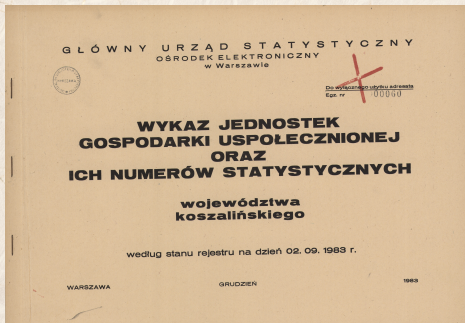 GŁÓWNY URZĄD STATYSTYCZNY
OŚRODEK ELEKTRONICZNY
w Warszawie
Do wyłącznego użytku adresata
Egz. nr 00060
WYKAZ JEDNOSTEK
GOSPODARKI USPOŁECZNIONEJ
ORAZ
ICH NUMERÓW STATYSTYCZNYCH
województwa
koszalińskiego
według stanu rejestru na dzień 02. 09. 1983 r.
WARSZAWA GRUDZIEŃ 1983